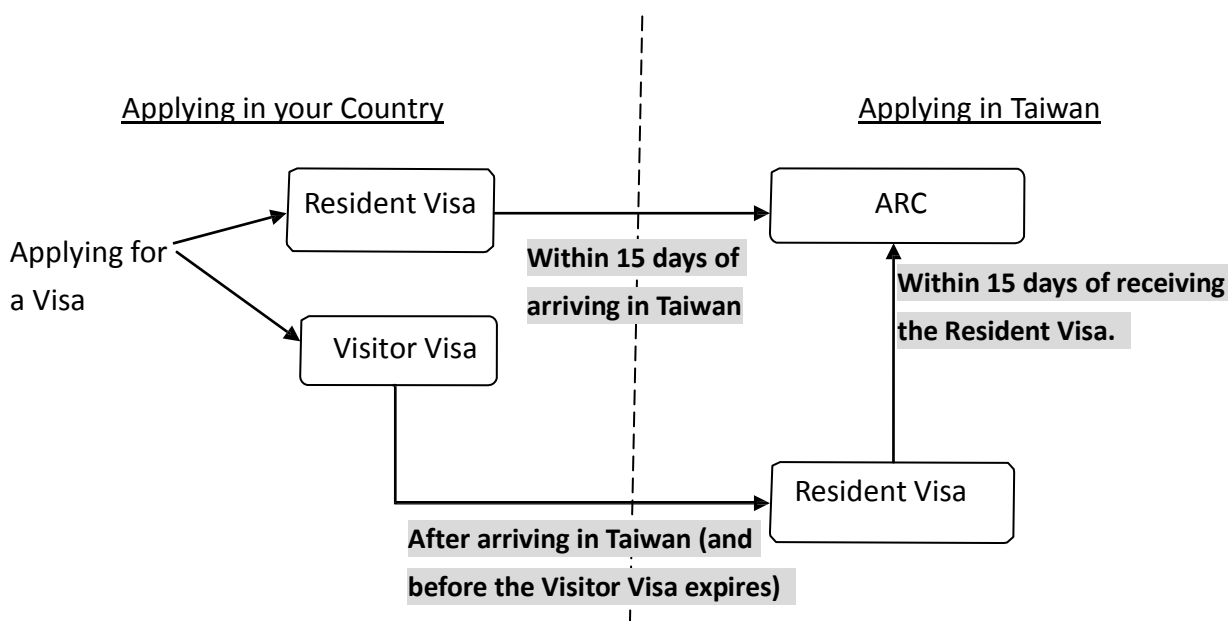 Applying in your Country
Applying in Taiwan
Resident Visa
ARC
Applying for
a Visa
Within 15 days of
arriving in Taiwan
Within 15 days of receiving
the Resident Visa.
Visitor Visa
Resident Visa
After arriving in Taiwan (and
before the Visitor Visa expires)